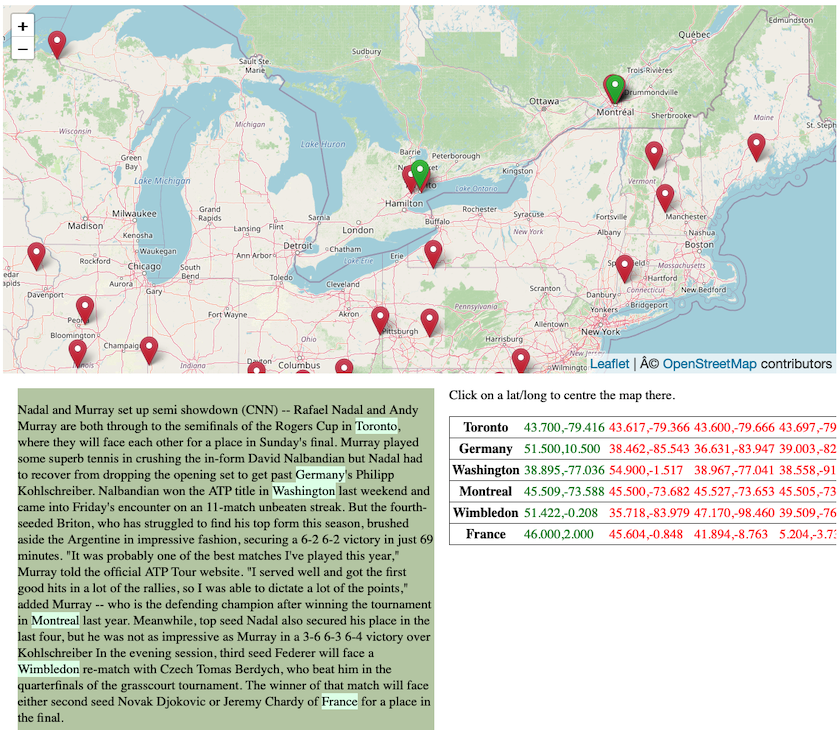 +
−
Edmundston
Québec
Sudbury
Sault Ste.
Marie
Trois-Rivières
Drummondville
Ottawa
Montréal
Sherbrooke
Maine
St. Steph
Wisconsin
Michigan
Green
Bay
Lake Huron
Barrie
Peterborough
Kingston
Vermont
Lake Michigan
Lake Ontario
Hamilton
Milwaukee
Madison
Kenosha
Waukegan
Grand
Rapids
Lansing
Flint
Sarnia
London
Buffalo
Rochester
Syracuse
New York
Fortsville
Albany
Manchester
Nashua
Boston
Massachusetts
Rockford
Chicago
South
Bend
Ann Arbor
Detroit
Chatham
Lake Erie
Erie
Hartford
Connecticut
New Bedford
Davenport
Aurora
Gary
Toledo
Cleveland
Scranton
Danbury
Bridgeport
Yonkers
Fort Wayne
Akron
Pennsylvania
Allentown
New York
Bloomington
Pittsburgh
Harrisburg
Champaign
Illinois
Columbus
Wilmington
Leaflet | Â© OpenStreetMap contributors
Nadal and Murray set up semi showdown (CNN) -- Rafael Nadal and Andy
Murray are both through to the semifinals of the Rogers Cup in Toronto,
where they will face each other for a place in Sunday's final. Murray played
some superb tennis in crushing the in-form David Nalbandian but Nadal had
to recover from dropping the opening set to get past Germany's Philipp
Kohlschreiber. Nalbandian won the ATP title in Washington last weekend and
came into Friday's encounter on an 11-match unbeaten streak. But the fourth-
seeded Briton, who has struggled to find his top form this season, brushed
aside the Argentine in impressive fashion, securing a 6-2 6-2 victory in just 69
minutes. "It was probably one of the best matches I've played this year,"
Murray told the official ATP Tour website. "I served well and got the first
good hits in a lot of the rallies, so I was able to dictate a lot of the points,"
added Murray -- who is the defending champion after winning the tournament
in Montreal last year. Meanwhile, top seed Nadal also secured his place in the
last four, but he was not as impressive as Murray in a 3-6 6-3 6-4 victory over
Kohlschreiber In the evening session, third seed Federer will face a
Wimbledon re-match with Czech Tomas Berdych, who beat him in the
quarterfinals of the grasscourt tournament. The winner of that match will face
either second seed Novak Djokovic or Jeremy Chardy of France for a place in
the final.
Click on a lat/long to centre the map there.
Toronto 43.700,-79.416 43.617,-79.366 43.600,-79.666 43.697,-79
Germany 51.500,10.500 38.462,-85.543 36.631,-83.947 39.003,-82
Washington 38.895,-77.036 54.900,-1.517 38.967,-77.041 38.558,-91
Montreal 45.509,-73.588 45.500,-73.682 45.527,-73.653 45.505,-73
Wimbledon 51.422,-0.208 35.718,-83.979 47.170,-98.460 39.509,-76
France 46.000,2.000 45.604,-0.848 41.894,-8.763 5.204,-3.73